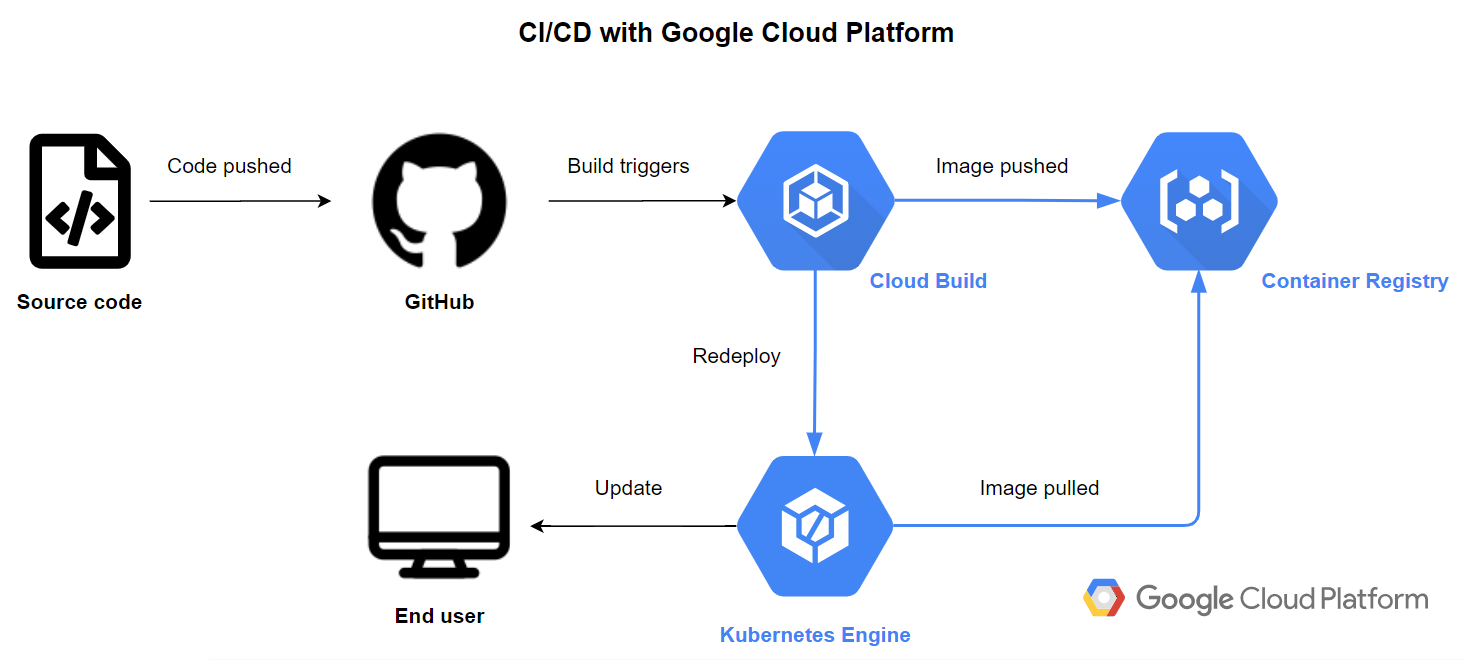 CI/CD with Google Cloud Platform
Code pushed
Build triggers
Image pushed
Source code
GitHub
Cloud Build
Container Registry
Redeploy
Update
Image pulled
End user
Kubernetes Engine
Google Cloud Platform